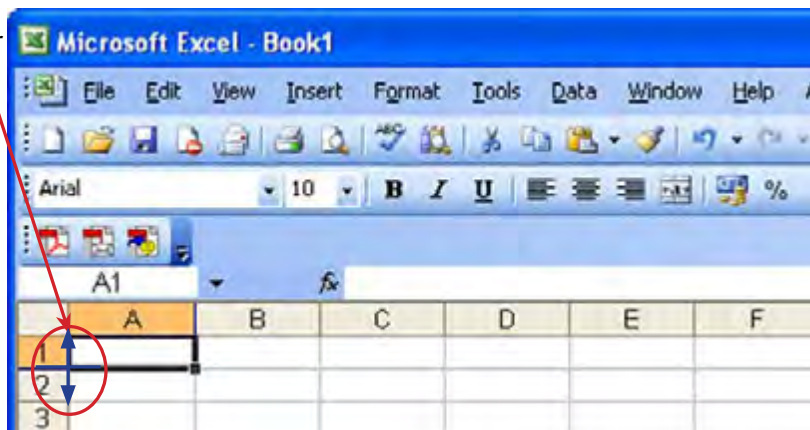 Microsoft Excel - Book1
File Edit View Insert Format Tools Data Window Help
ABC
Arial 10 B I U %
A1 fx
A B C D E F
1
2
3